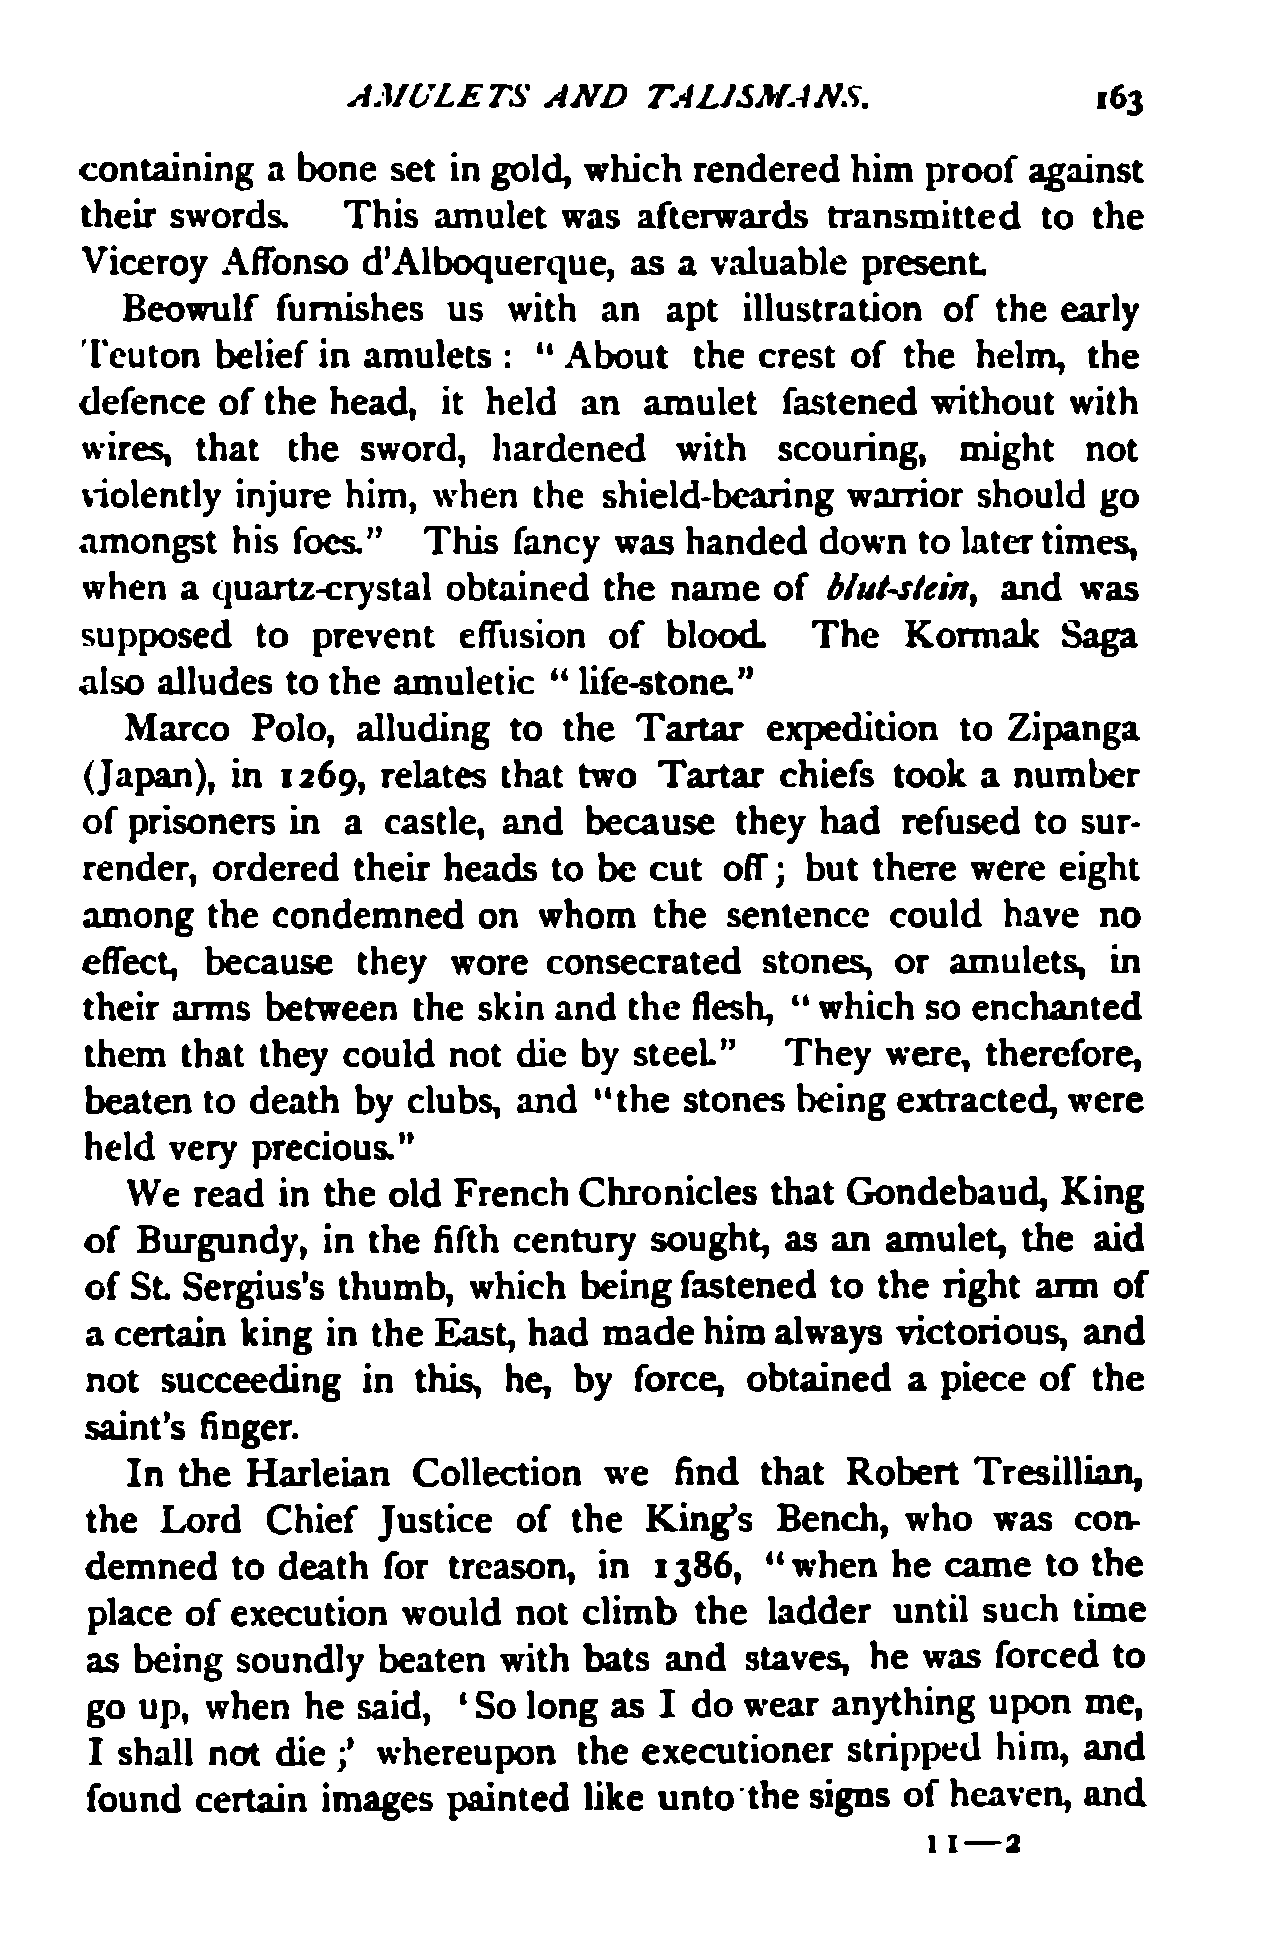 AMULETS AND TALISMANS. 163
containing a bone set in gold, which rendered him proof against
their swords. This amulet was afterwards transmitted to the
Viceroy Affonso d'Alboquerque, as a valuable present.
Beowulf furnishes us with an apt illustration of the early
Teuton belief in amulets : " About the crest of the helm, the
defence of the head, it held an amulet fastened without with
wires, that the sword, hardened with scouring, might not
violently injure him, when the shield-bearing warrior should go
amongst his foes." This fancy was handed down to later times,
when a quartz-crystal obtained the name of blut-stein, and was
supposed to prevent effusion of blood. The Kormak Saga
also alludes to the amuletic " life-stone."
Marco Polo, alluding to the Tartar expedition to Zipanga
(Japan), in 1269, relates that two Tartar chiefs took a number
of prisoners in a castle, and because they had refused to sur-
render, ordered their heads to be cut off ; but there were eight
among the condemned on whom the sentence could have no
effect, because they wore consecrated stones, or amulets, in
their arms between the skin and the flesh, " which so enchanted
them that they could not die by steel." They were, therefore,
beaten to death by clubs, and "the stones being extracted, were
held very precious."
We read in the old French Chronicles that Gondebaud, King
of Burgundy, in the fifth century sought, as an amulet, the aid
of St. Sergius's thumb, which being fastened to the right arm of
a certain king in the East, had made him always victorious, and
not succeeding in this, he, by force, obtained a piece of the
saint's finger.
In the Harleian Collection we find that Robert Tresillian,
the Lord Chief Justice of the King's Bench, who was con-
demned to death for treason, in 1386, "when he came to the
place of execution would not climb the ladder until such time
as being soundly beaten with bats and staves, he was forced to
go up, when he said, ' So long as I do wear anything upon me,
I shall not die ;' whereupon the executioner stripped him, and
found certain images painted like unto the signs of heaven, and
11—2